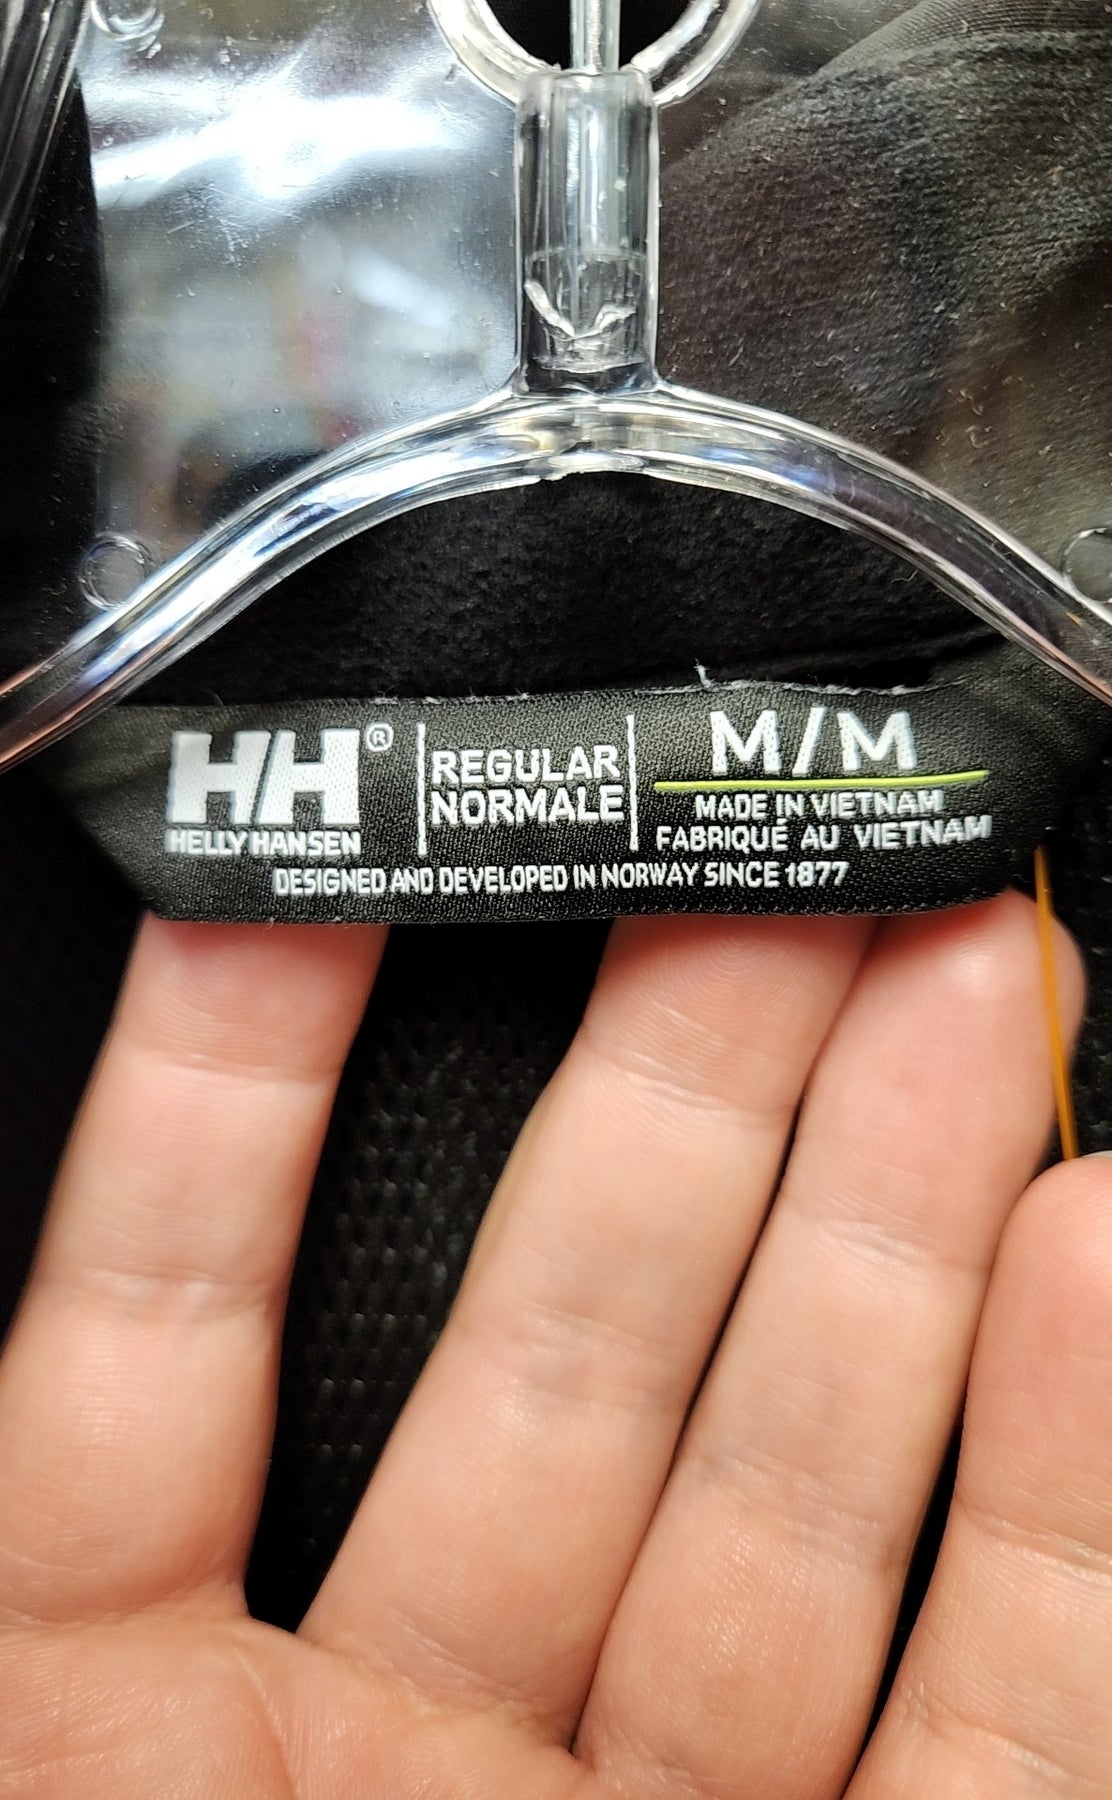 HH®
HELLY HANSEN
REGULAR
NORMALE
M/M
MADE IN VIETNAM
FABRIQUÉ AU VIETNAM
DESIGNED AND DEVELOPED IN NORWAY SINCE 1877